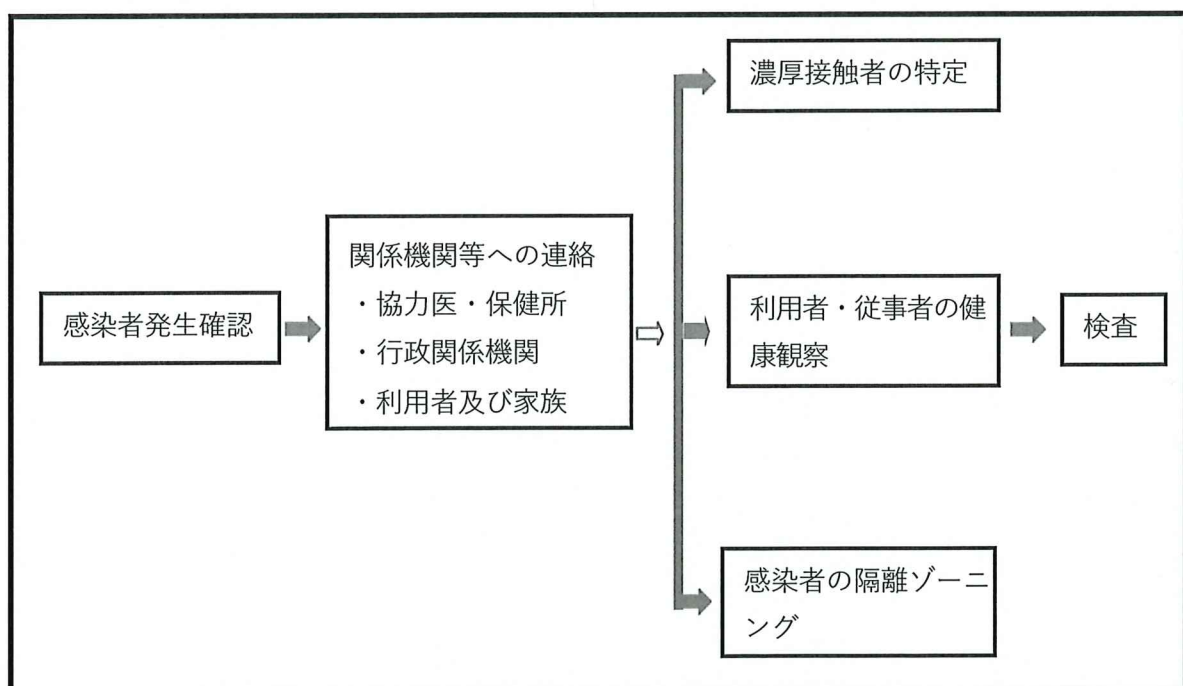 感染者発生確認
関係機関等への連絡
・協力医・保健所
・行政関係機関
・利用者及び家族
濃厚接触者の特定
利用者・従事者の健
康観察
検査
感染者の隔離ゾーニ
ング